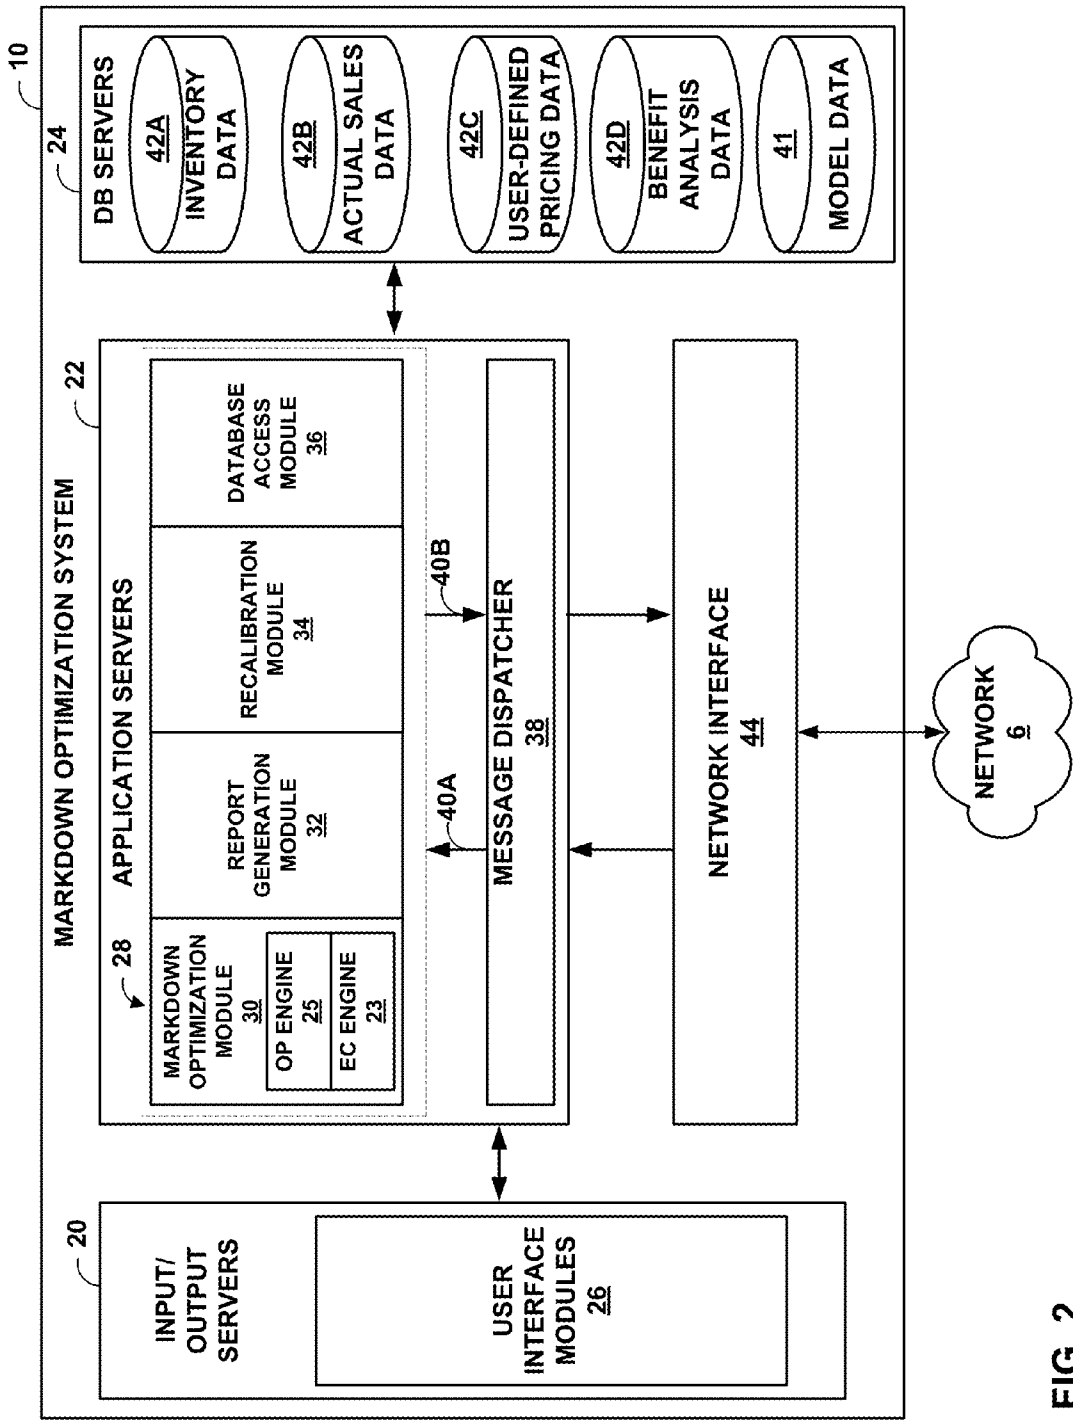 MARKDOWN OPTIMIZATION SYSTEM
10
INPUT/
OUTPUT
SERVERS
20
USER
INTERFACE
MODULES
26
APPLICATION SERVERS
22
28
MARKDOWN
OPTIMIZATION
MODULE
30
OP ENGINE
25
EC ENGINE
23
REPORT
GENERATION
MODULE
32
RECALIBRATION
MODULE
34
DATABASE
ACCESS
MODULE
36
40A
40B
MESSAGE DISPATCHER
38
NETWORK INTERFACE
44
NETWORK
6
24
DB SERVERS
42A
INVENTORY
DATA
42B
ACTUAL SALES
DATA
42C
USER-DEFINED
PRICING DATA
42D
BENEFIT
ANALYSIS
DATA
41
MODEL DATA
FIG. 2